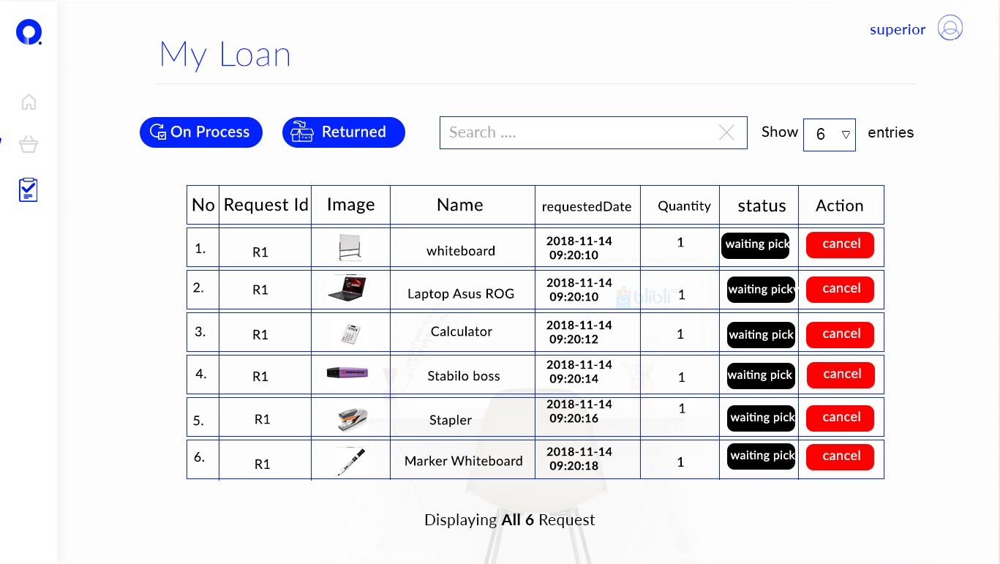 superior
My Loan
On Process
Returned
Search ....
Show 6 entries
No Request Id Image Name requestedDate Quantity status Action
1. R1 whiteboard 2018-11-14 09:20:10 1 waiting pick cancel
2. R1 Laptop Asus ROG 2018-11-14 09:20:10 1 waiting pick cancel
blibli
3. R1 Calculator 2018-11-14 09:20:12 1 waiting pick cancel
4. R1 Stabilo boss 2018-11-14 09:20:14 1 waiting pick cancel
5. R1 Stapler 2018-11-14 09:20:16 1 waiting pick cancel
6. R1 Marker Whiteboard 2018-11-14 09:20:18 1 waiting pick cancel
Displaying All 6 Request